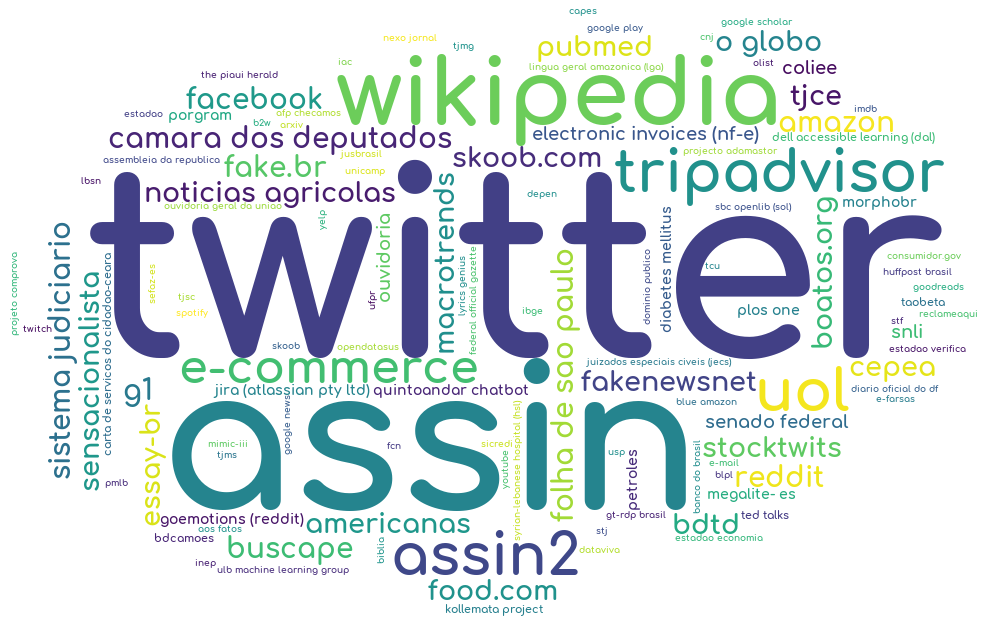 capes
google scholar
google play
nexo jornal
tjmg
pubmed
cnj
o globo
iac
wikipedia
lingua geral amazonica (lga)
olist
coliee
the piaui herald
facebook
tjce
estadao
porgram
b2w
afp checamos
arxiv
imdb
amazon
camara dos deputados
electronic invoices (nf-e)
dell accessible learning (dal)
assembleia da republica
fake.br
jusbrasil
unicomp
skoob.com
projeto adamastor
tripadvisor
lbsn
noticias agricolas
depen
morphobr
ouvidoria geral da uniao
sbc openlib (sol)
yelp
ouvidoria
macrotrends
twitter
boatos.org
diabetes mellitus
sistema judiciario
projeto comprova
twitch
sensacionalista
carta de servicos do cidadao-ceara
sefaz-es
tjsc
spotify
ufpr
lyrics genius
federal official gazette
ibge
folha de sao paulo
dominio publico
tcu
plos one
consumidor.gov
huffpost brasil
goodreads
taobeta
reclameaqui
stf
snli
skoob
opendatasus
estadao verifica
e-commerce
juizados especiais civeis (jecs)
g1
jira (atlassian pty ltd)
quintoandar chatbot
fakenewsnet
uol
cepea
diario oficial do df
e-farsas
blue amazon
essay-br
google news
assin
senado federal
mimic-iii
tjms
fcn
sicredi
youtube
syrian-lebanese hospital (hsl)
usp
petroles
banco do brasil
stocktwits
e-mail
blpl
reddit
pmlb
megalite- es
goemotions (reddit)
americanas
gt-rdp brasil
bdtd
ted talks
aos fatos
bdcamoes
stj
estadao economia
buscape
biblia
assin2
dataviva
inep
ulb machine learning group
food.com
kollemata project